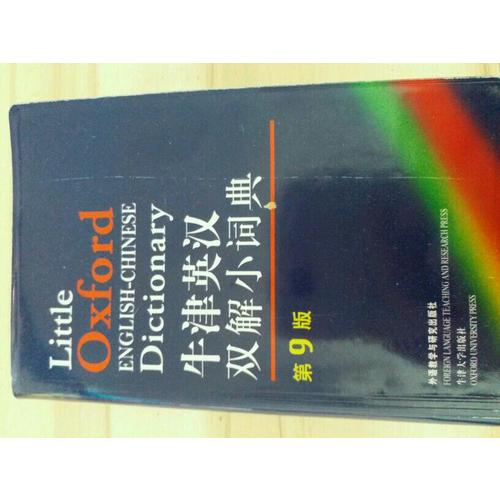 Little
Oxford
ENGLISH-CHINESE
Dictionary
牛津英汉
双解小词典
第9版
外语教学与研究出版社
FOREIGN LANGUAGE TEACHING AND RESEARCH PRESS
牛津大学出版社
OXFORD UNIVERSITY PRESS